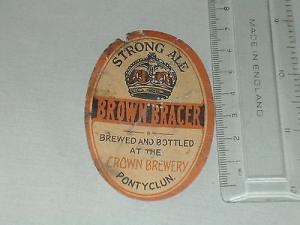 STRONG ALE
BROWN BRACER
BREWED AND BOTTLED
AT THE
CROWN BREWERY
PONTYCLUN.
MADE IN ENGLAND